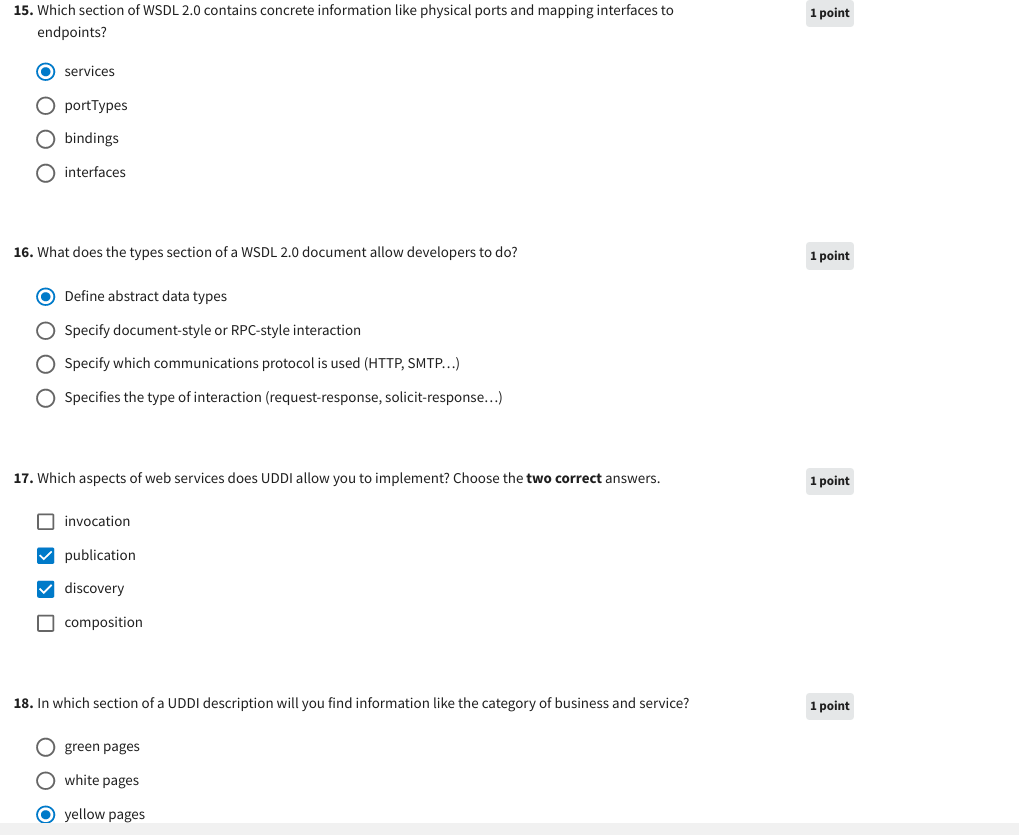 15. Which section of WSDL 2.0 contains concrete information like physical ports and mapping interfaces to
1 point
endpoints?
services
portTypes
bindings
interfaces
16. What does the types section of a WSDL 2.0 document allow developers to do?
1 point
Define abstract data types
Specify document-style or RPC-style interaction
Specify which communications protocol is used (HTTP, SMTP...)
Specifies the type of interaction (request-response, solicit-response...)
17. Which aspects of web services does UDDI allow you to implement? Choose the two correct answers.
1 point
invocation
publication
discovery
composition
18. In which section of a UDDI description will you find information like the category of business and service?
1 point
green pages
white pages
yellow pages